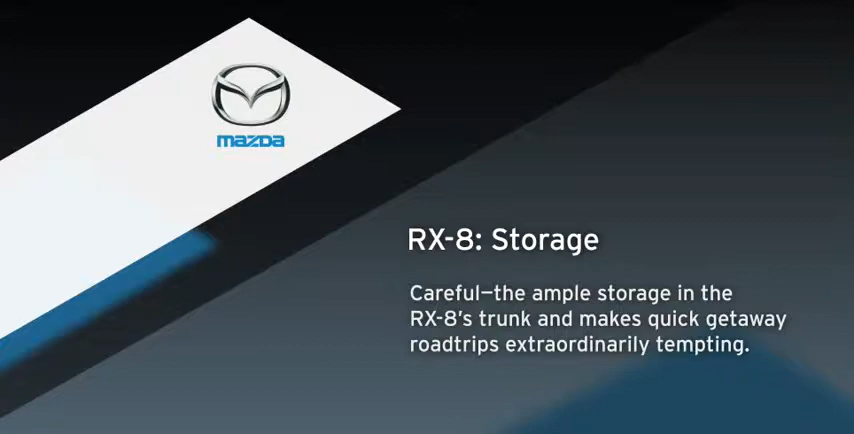 mazda
RX-8: Storage
Careful—the ample storage in the
RX-8's trunk and makes quick getaway
roadtrips extraordinarily tempting.